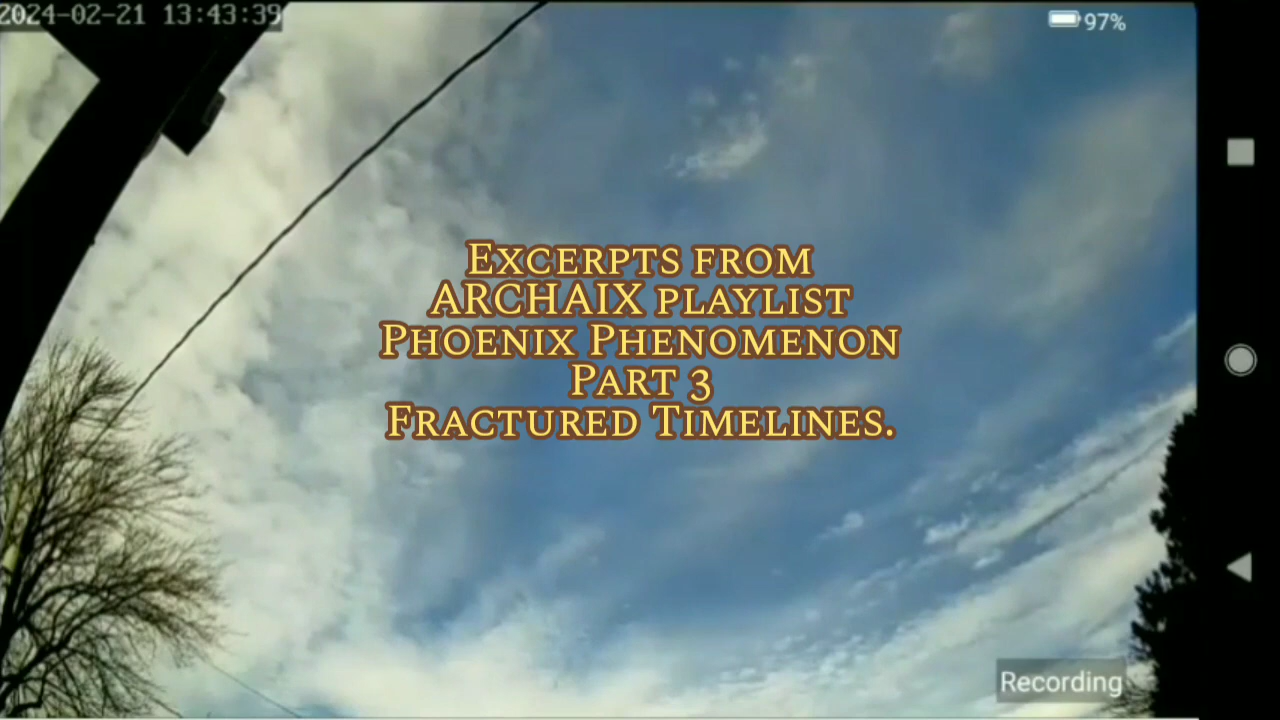 2024-02-21 13:43:39
97%
Excerpts from
ARCHAIX playlist
Phoenix Phenomenon
Part 3
Fractured Timelines.
Recording